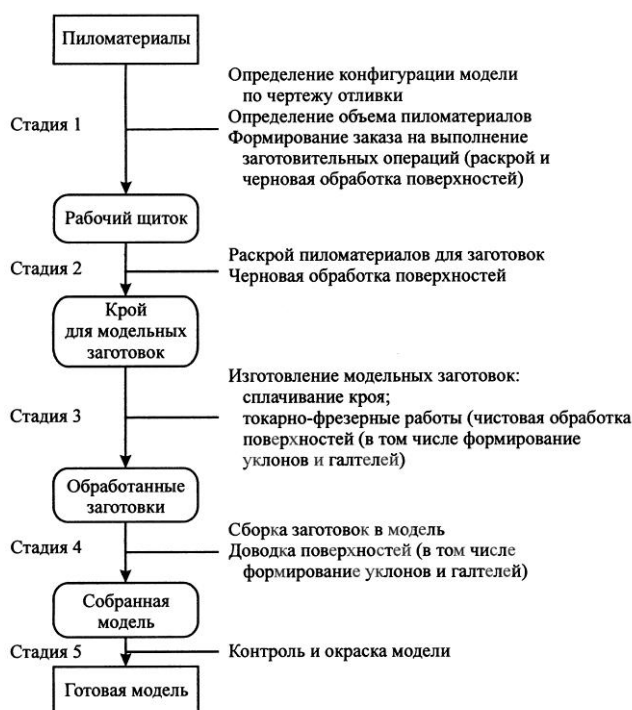 Пиломатериалы
Стадия 1
Определение конфигурации модели
по чертежу отливки
Определение объема пиломатериалов
Формирование заказа на выполнение
заготовительных операций (раскрой и
черновая обработка поверхностей)
Рабочий щиток
Стадия 2
Раскрой пиломатериалов для заготовок
Черновая обработка поверхностей
Крой
для модельных
заготовок
Стадия 3
Изготовление модельных заготовок:
сплачивание кроя;
токарно-фрезерные работы (чистовая обработка
поверхностей (в том числе формирование
уклонов и галтелей)
Обработанные
заготовки
Стадия 4
Сборка заготовок в модель
Доводка поверхностей (в том числе
формирование уклонов и галтелей)
Собранная
модель
Стадия 5
Контроль и окраска модели
Готовая модель